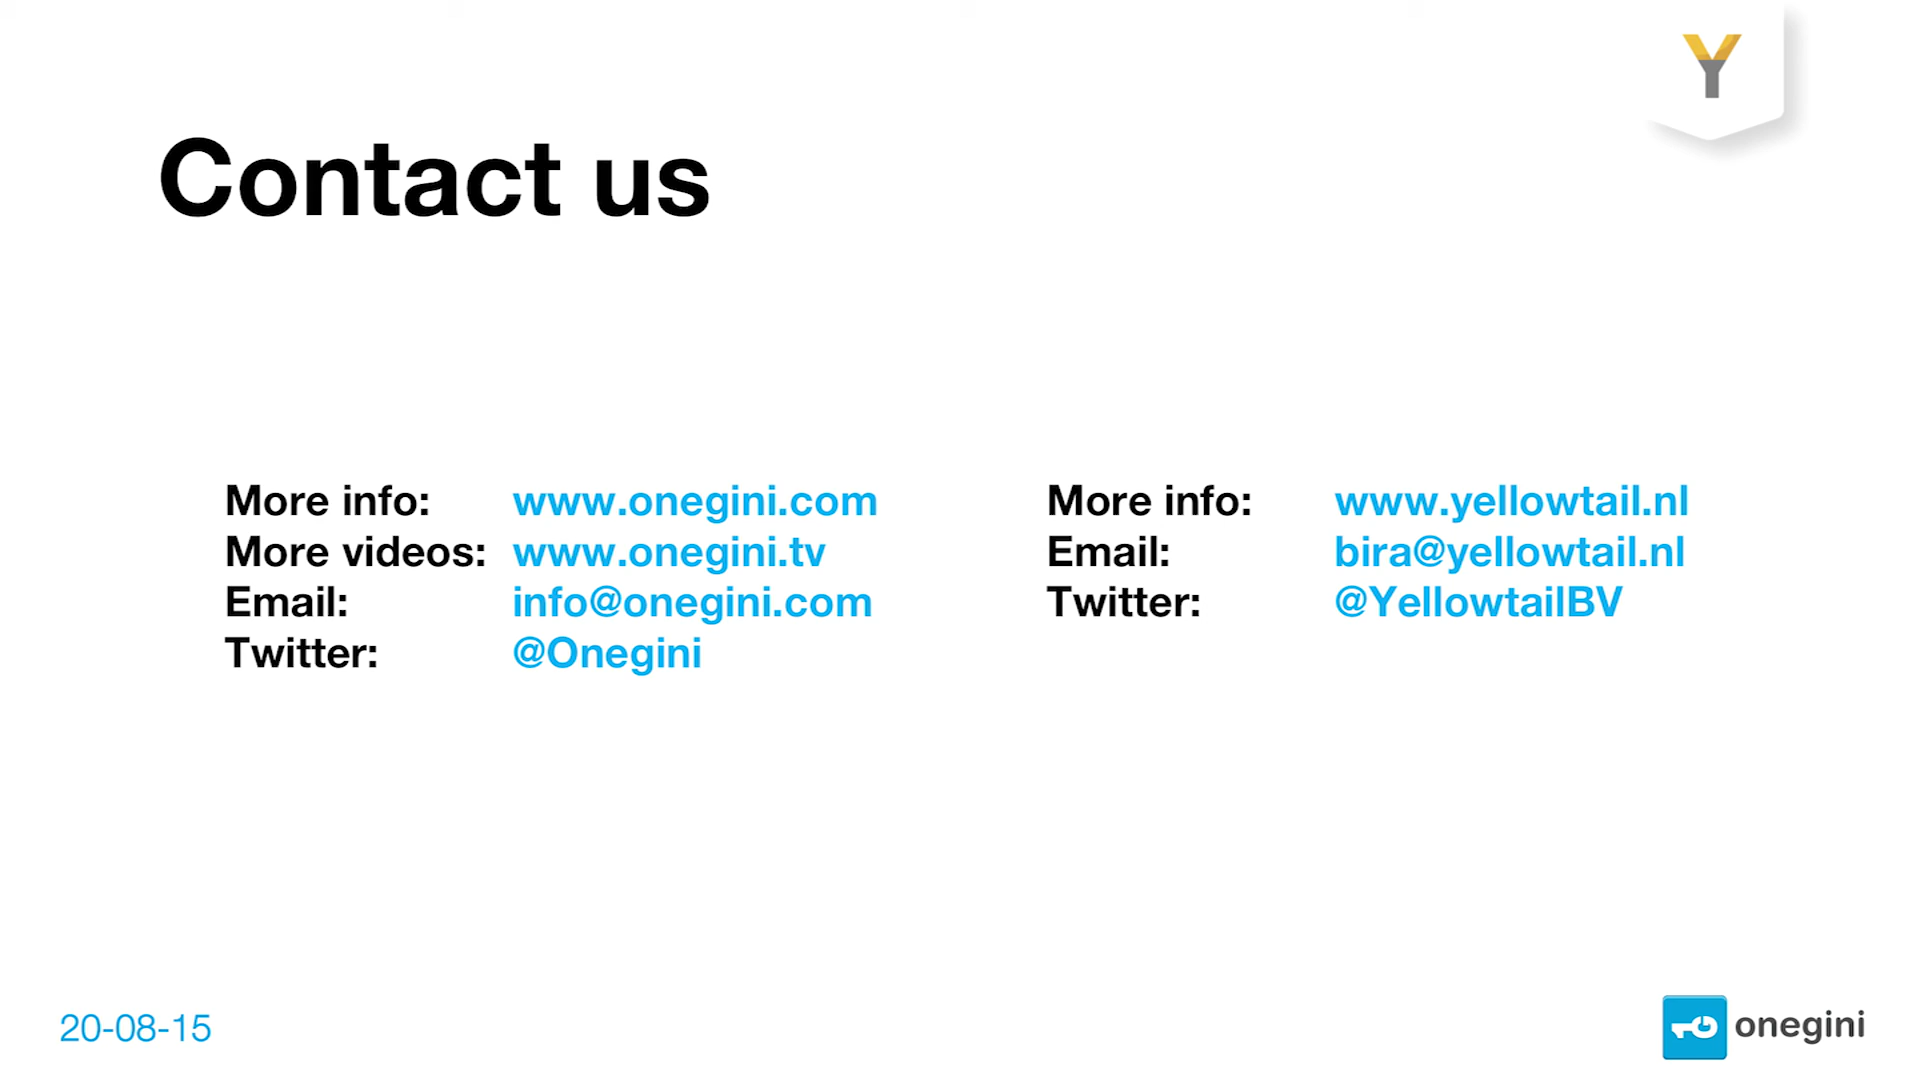 Y
Contact us
More info: www.onegini.com
More videos: www.onegini.tv
Email: info@onegini.com
Twitter: @Onegini
More info: www.yellowtail.nl
Email: bira@yellowtail.nl
Twitter: @YellowtailBV
20-08-15
onegini